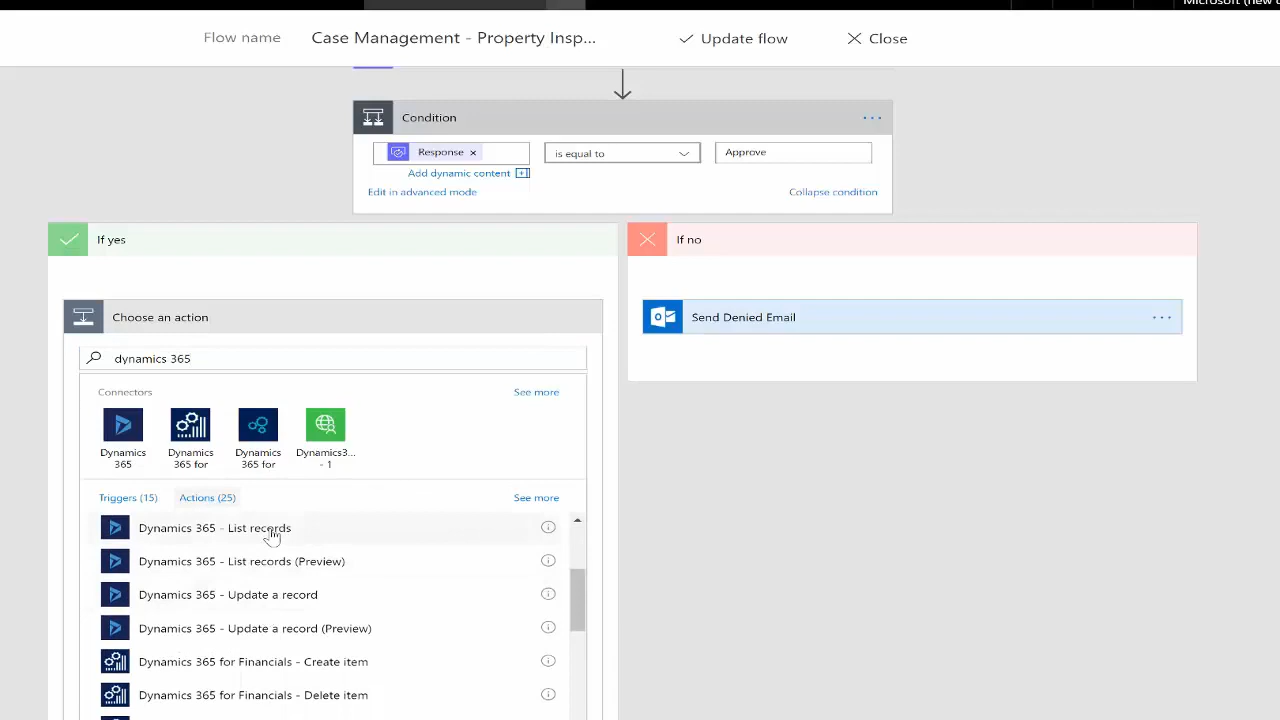 Microsoft (new
Flow name
Case Management - Property Insp...
Update flow
Close
Condition
Response ×
is equal to
Approve
Add dynamic content
Edit in advanced mode
Collapse condition
If yes
If no
Choose an action
Send Denied Email
dynamics 365
Connectors
See more
Dynamics
365
Dynamics
365 for
Dynamics
365 for
Dynamics3...
- 1
Triggers (15)
Actions (25)
See more
Dynamics 365 - List records
Dynamics 365 - List records (Preview)
Dynamics 365 - Update a record
Dynamics 365 - Update a record (Preview)
Dynamics 365 for Financials - Create item
Dynamics 365 for Financials - Delete item